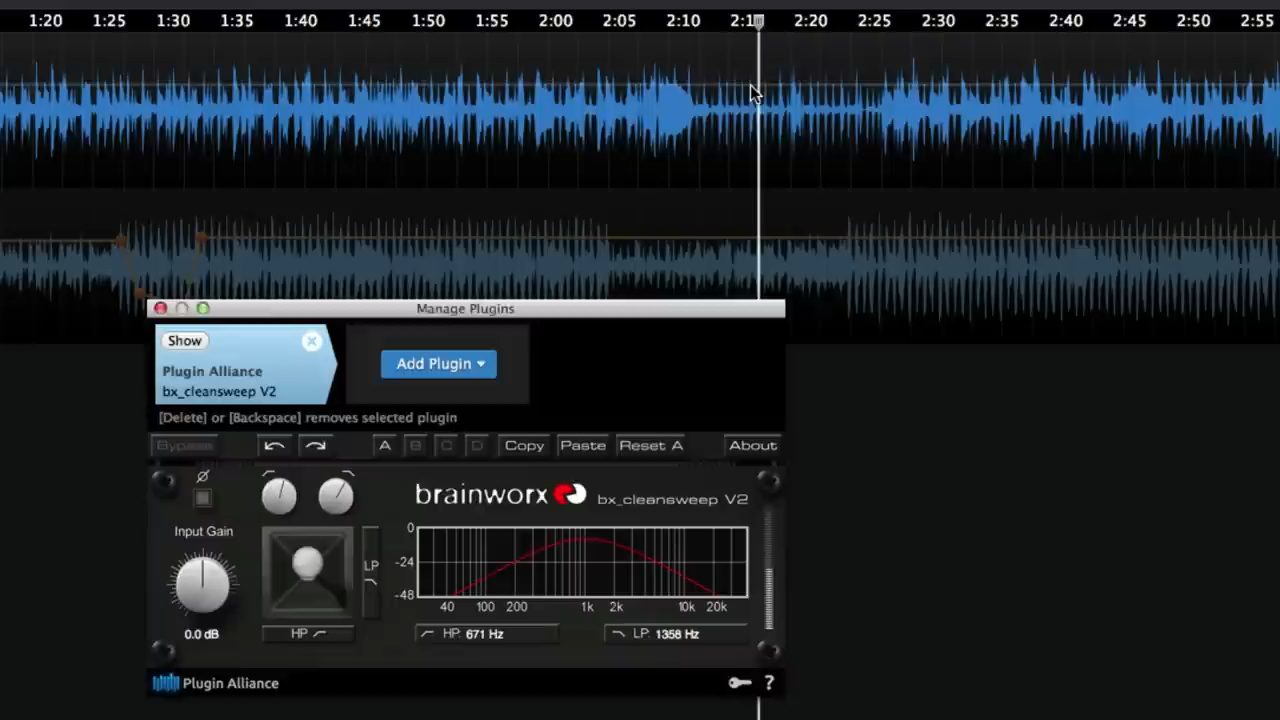 1:20 1:25 1:30 1:35 1:40 1:45 1:50 1:55 2:00 2:05 2:10 2:20 2:25 2:30 2:35 2:40 2:45 2:50 2:55
Manage Plugins
Show
Plugin Alliance
bx_cleansweep V2
Add Plugin
[Delete] or [Backspace] removes selected plugin
Bypass A B C D Copy Paste Reset A About
Ø
brainworx bx_cleansweep V2
Input Gain
0
LP
-24
-48
40 100 200 1k 2k 10k 20k
0.0 dB HP HP: 671 Hz LP: 1358 Hz
Plugin Alliance ?